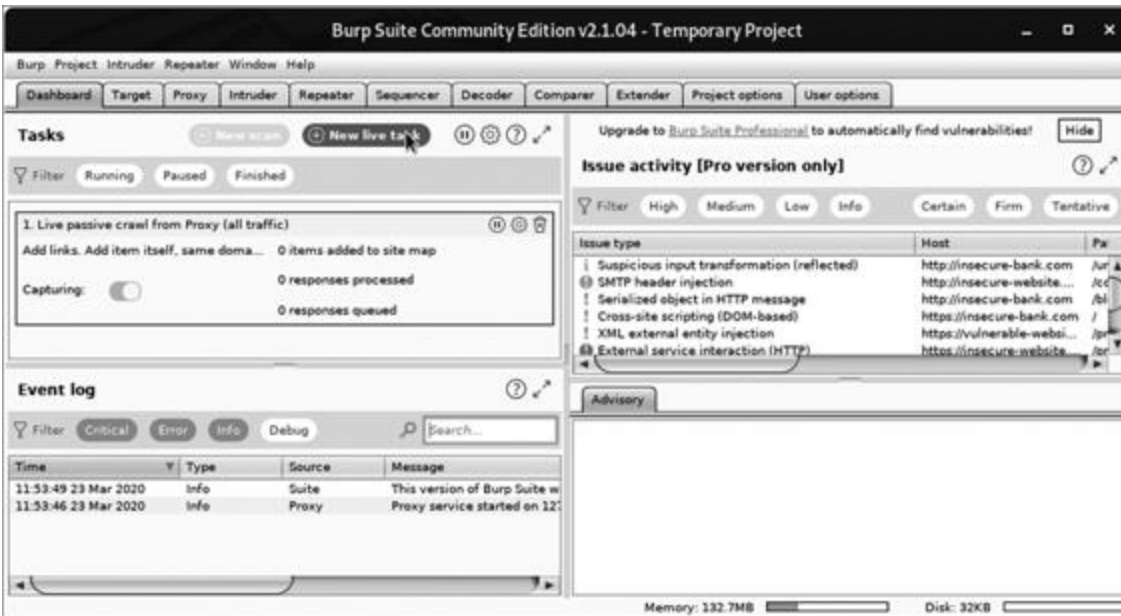 Burp Suite Community Edition v2.1.04 - Temporary Project
Burp Project Intruder Repeater Window Help
Dashboard Target Proxy Intruder Repeater Sequencer Decoder Comparer Extender Project options User options
Tasks New scan New live task
Filter Running Paused Finished
1. Live passive crawl from Proxy (all traffic)
Add links. Add item itself, same doma... 0 items added to site map
0 responses processed
Capturing:
0 responses queued
Event log
Filter Critical Error Info Debug Search...
Time Type Source Message
11:53:49 23 Mar 2020 Info Suite This version of Burp Suite w
11:53:46 23 Mar 2020 Info Proxy Proxy service started on 127
Upgrade to Burp Suite Professional to automatically find vulnerabilities! Hide
Issue activity [Pro version only]
Filter High Medium Low Info Certain Firm Tentative
Issue type Host Pa
Suspicious input transformation (reflected) http://insecure-bank.com /ur
SMTP header injection http://insecure-website.... /co
Serialized object in HTTP message http://insecure-bank.com /bl
Cross-site scripting (DOM-based) https://insecure-bank.com /
XML external entity injection https://vulnerable-websi... /pr
External service interaction (HTTP) https://insecure-website....
Advisory
Memory: 132.7MB Disk: 32KB